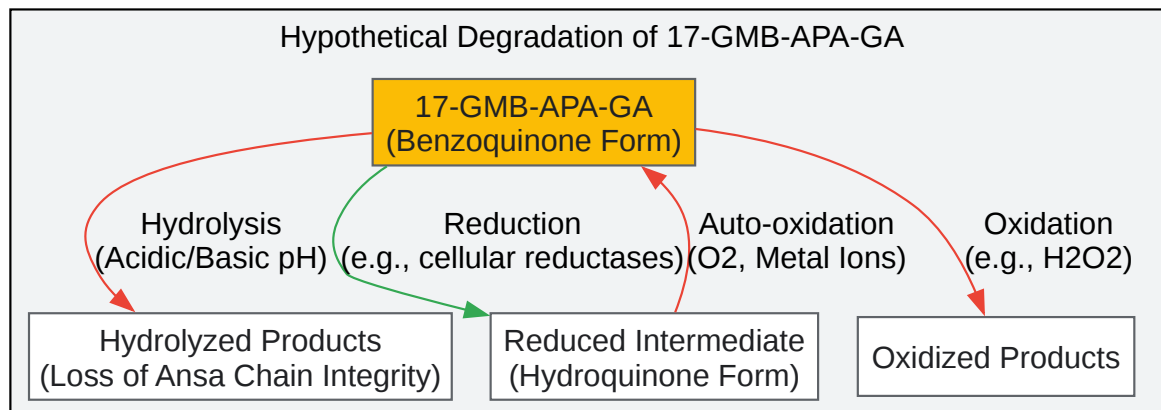 Hypothetical Degradation of 17-GMB-APA-GA
17-GMB-APA-GA
(Benzoquinone Form)
Hydrolysis
(Acidic/Basic pH)
Reduction
(e.g., cellular reductases)
Auto-oxidation
(O2, Metal Ions)
Oxidation
(e.g., H2O2)
Hydrolyzed Products
(Loss of Ansa Chain Integrity)
Reduced Intermediate
(Hydroquinone Form)
Oxidized Products